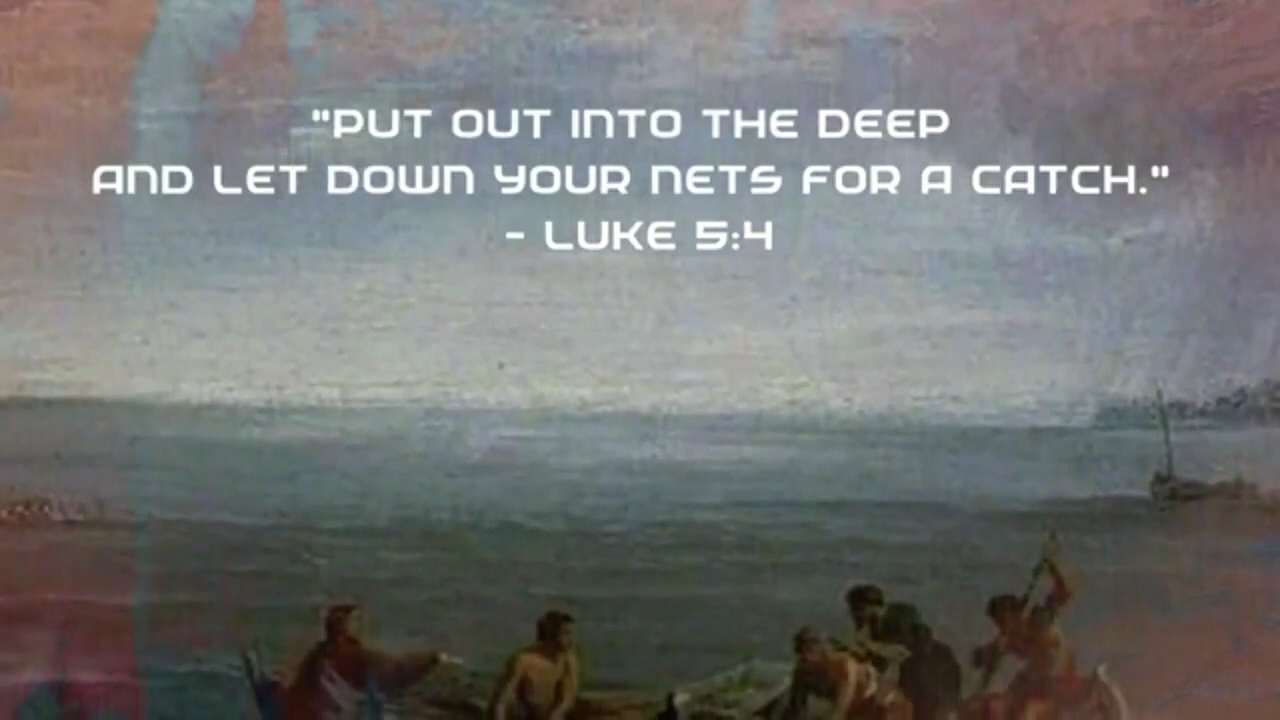 "PUT OUT INTO THE DEEP
AND LET DOWN YOUR NETS FOR A CATCH."
- LUKE 5:4